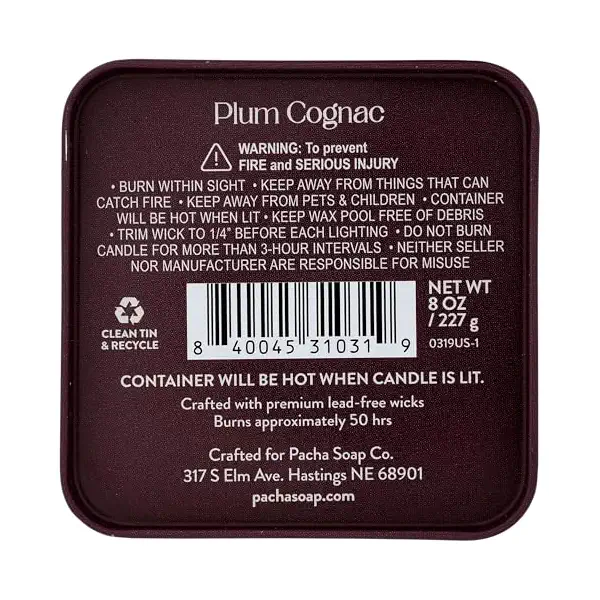 Plum Cognac
WARNING: To prevent
FIRE and SERIOUS INJURY
• BURN WITHIN SIGHT • KEEP AWAY FROM THINGS THAT CAN
CATCH FIRE • KEEP AWAY FROM PETS & CHILDREN • CONTAINER
WILL BE HOT WHEN LIT • KEEP WAX POOL FREE OF DEBRIS
• TRIM WICK TO 1/4" BEFORE EACH LIGHTING • DO NOT BURN
CANDLE FOR MORE THAN 3-HOUR INTERVALS • NEITHER SELLER
NOR MANUFACTURER ARE RESPONSIBLE FOR MISUSE
CLEAN TIN
& RECYCLE
8 40045 31031 9
NET WT
8 OZ
/ 227 g
0319US-1
CONTAINER WILL BE HOT WHEN CANDLE IS LIT.
Crafted with premium lead-free wicks
Burns approximately 50 hrs
Crafted for Pacha Soap Co.
317 S Elm Ave. Hastings NE 68901
pachasoap.com